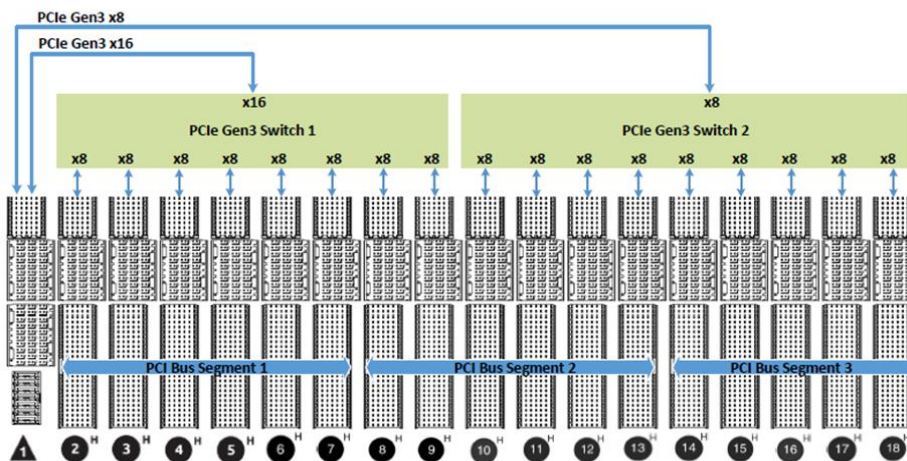 PCIe Gen3 x8
PCIe Gen3 x16
x16
x8
PCIe Gen3 Switch 1
PCIe Gen3 Switch 2
x8 x8 x8 x8 x8 x8 x8 x8 x8 x8 x8 x8 x8 x8 x8 x8 x8
PCI Bus Segment 1 PCI Bus Segment 2 PCI Bus Segment 3
1 2 H 3 H 4 H 5 H 6 H 7 H 8 H 9 H 10 H 11 H 12 H 13 H 14 H 15 H 16 H 17 H 18 H